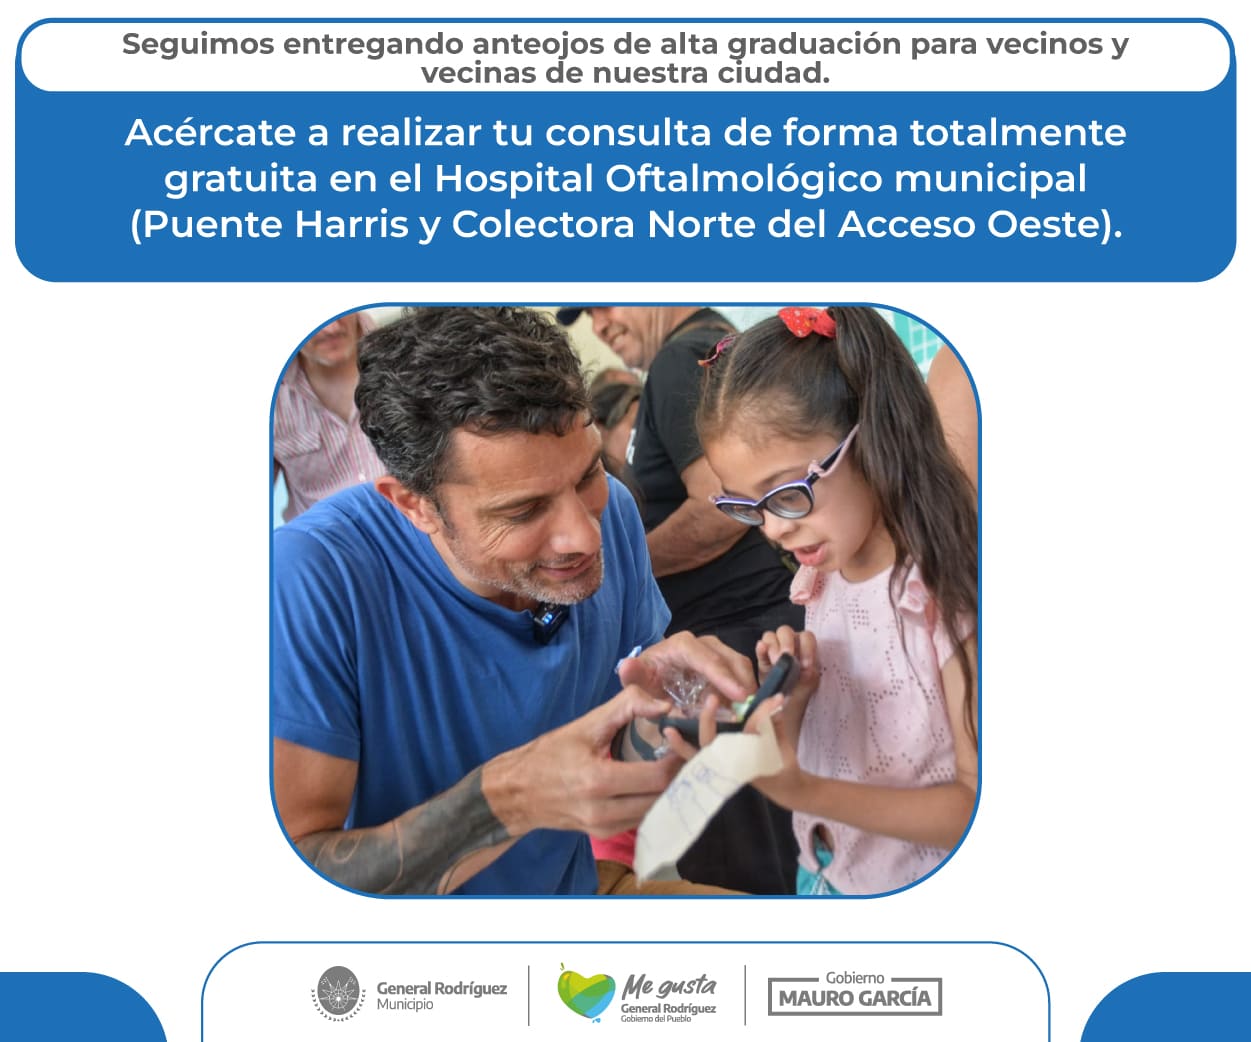 Seguimos entregando anteojos de alta graduación para vecinos y
vecinas de nuestra ciudad.
Acércate a realizar tu consulta de forma totalmente
gratuita en el Hospital Oftalmológico municipal
(Puente Harris y Colectora Norte del Acceso Oeste).
General Rodríguez
Municipio
Me gusta
General Rodríguez
Gobierno del Pueblo
Gobierno
MAURO GARCÍA